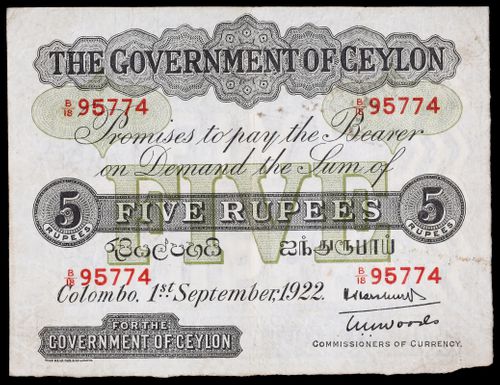 THE GOVERNMENT OF CEYLON
B/18 95774 B/18 95774
Promises to pay the Bearer
on Demand the Sum of
FIVE
5 RUPEES FIVE RUPEES 5 RUPEES
රුපියල්පහයි ஐந்துரூபாய்
B/18 95774 B/18 95774
Colombo, 1st September, 1922.
W.W. Woods
FOR THE
GOVERNMENT OF CEYLON
COMMISSIONERS OF CURRENCY.